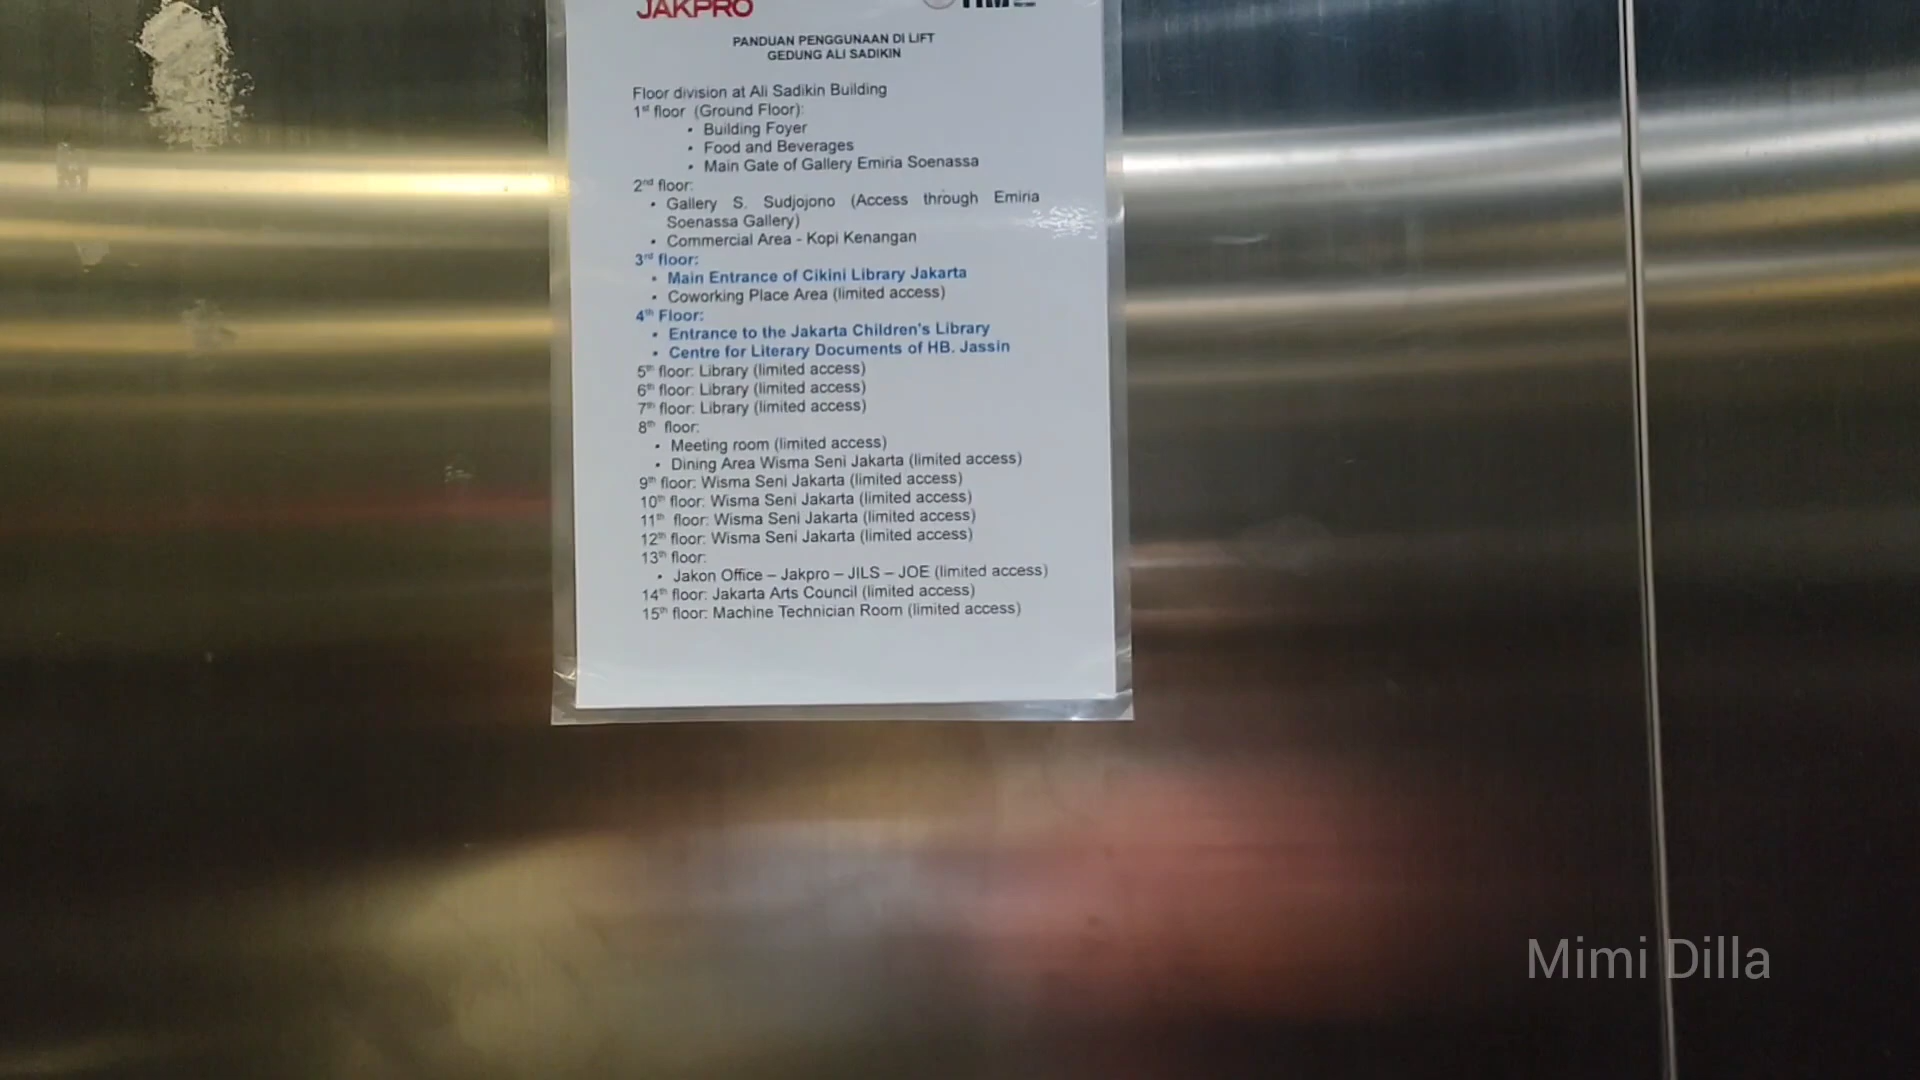 JAKPRO
PANDUAN PENGGUNAAN DI LIFT
GEDUNG ALI SADIKIN
Floor division at Ali Sadikin Building
1st floor (Ground Floor):
• Building Foyer
• Food and Beverages
• Main Gate of Gallery Emiria Soenassa
2nd floor:
• Gallery S. Sudjojono (Access through Emiria
Soenassa Gallery)
• Commercial Area - Kopi Kenangan
3rd floor:
• Main Entrance of Cikini Library Jakarta
• Coworking Place Area (limited access)
4th Floor:
• Entrance to the Jakarta Children's Library
• Centre for Literary Documents of HB. Jassin
5th floor: Library (limited access)
6th floor: Library (limited access)
7th floor: Library (limited access)
8th floor:
• Meeting room (limited access)
• Dining Area Wisma Seni Jakarta (limited access)
9th floor: Wisma Seni Jakarta (limited access)
10th floor: Wisma Seni Jakarta (limited access)
11th floor: Wisma Seni Jakarta (limited access)
12th floor: Wisma Seni Jakarta (limited access)
13th floor:
• Jakon Office – Jakpro – JILS – JOE (limited access)
14th floor: Jakarta Arts Council (limited access)
15th floor: Machine Technician Room (limited access)
Mimi Dilla